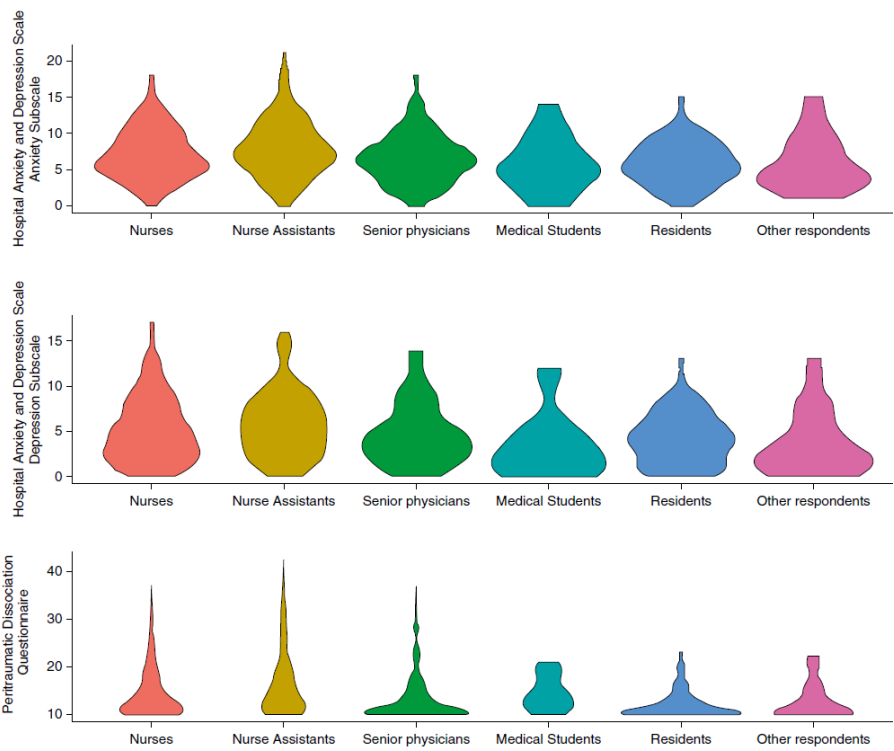 Hospital Anxiety and Depression Scale
Anxiety Subscale
20
15
10
5
0
Nurses Nurse Assistants Senior physicians Medical Students Residents Other respondents
Hospital Anxiety and Depression Scale
Depression Subscale
15
10
5
0
Nurses Nurse Assistants Senior physicians Medical Students Residents Other respondents
Peritraumatic Dissociation
Questionnaire
40
30
20
10
Nurses Nurse Assistants Senior physicians Medical Students Residents Other respondents